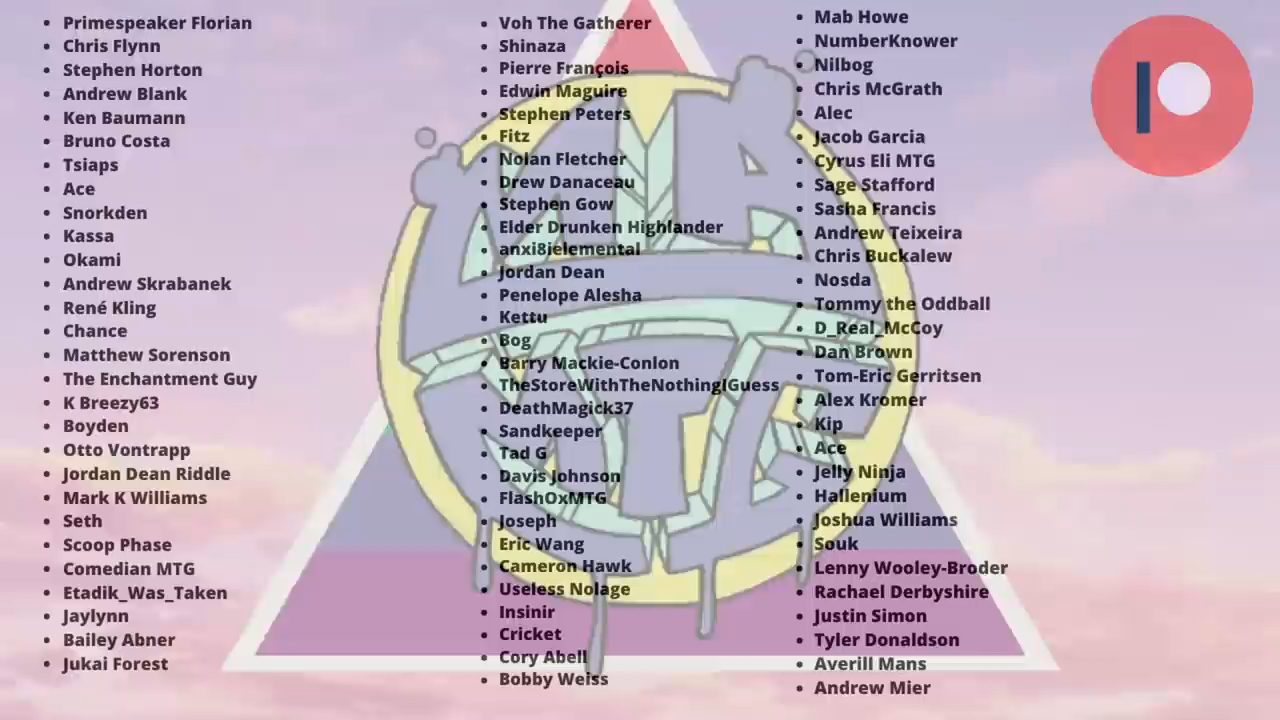 Primespeaker Florian
Chris Flynn
Stephen Horton
Andrew Blank
Ken Baumann
Bruno Costa
Tsiaps
Ace
Snorkden
Kassa
Okami
Andrew Skrabanek
René Kling
Chance
Matthew Sorenson
The Enchantment Guy
K Breezy63
Boyden
Otto Vontrapp
Jordan Dean Riddle
Mark K Williams
Seth
Scoop Phase
Comedian MTG
Etadik_Was_Taken
Jaylynn
Bailey Abner
Jukai Forest
Voh The Gatherer
Shinaza
Pierre François
Edwin Maguire
Stephen Peters
Fitz
Nolan Fletcher
Drew Danaceau
Stephen Gow
Elder Drunken Highlander
anxi8ielemental
Jordan Dean
Penelope Alesha
Kettu
Bog
Barry Mackie-Conlon
TheStoreWithTheNothingIGuess
DeathMagick37
Sandkeeper
Tad G
Davis Johnson
FlashOxMTG
Joseph
Eric Wang
Cameron Hawk
Useless Nolage
Insinir
Cricket
Cory Abell
Bobby Weiss
Mab Howe
NumberKnower
Nilbog
Chris McGrath
Alec
Jacob Garcia
Cyrus Eli MTG
Sage Stafford
Sasha Francis
Andrew Teixeira
Chris Buckalew
Nosda
Tommy the Oddball
D_Real_McCoy
Dan Brown
Tom-Eric Gerritsen
Alex Kromer
Kip
Ace
Jelly Ninja
Hallenium
Joshua Williams
Souk
Lenny Wooley-Broder
Rachael Derbyshire
Justin Simon
Tyler Donaldson
Averill Mans
Andrew Mier